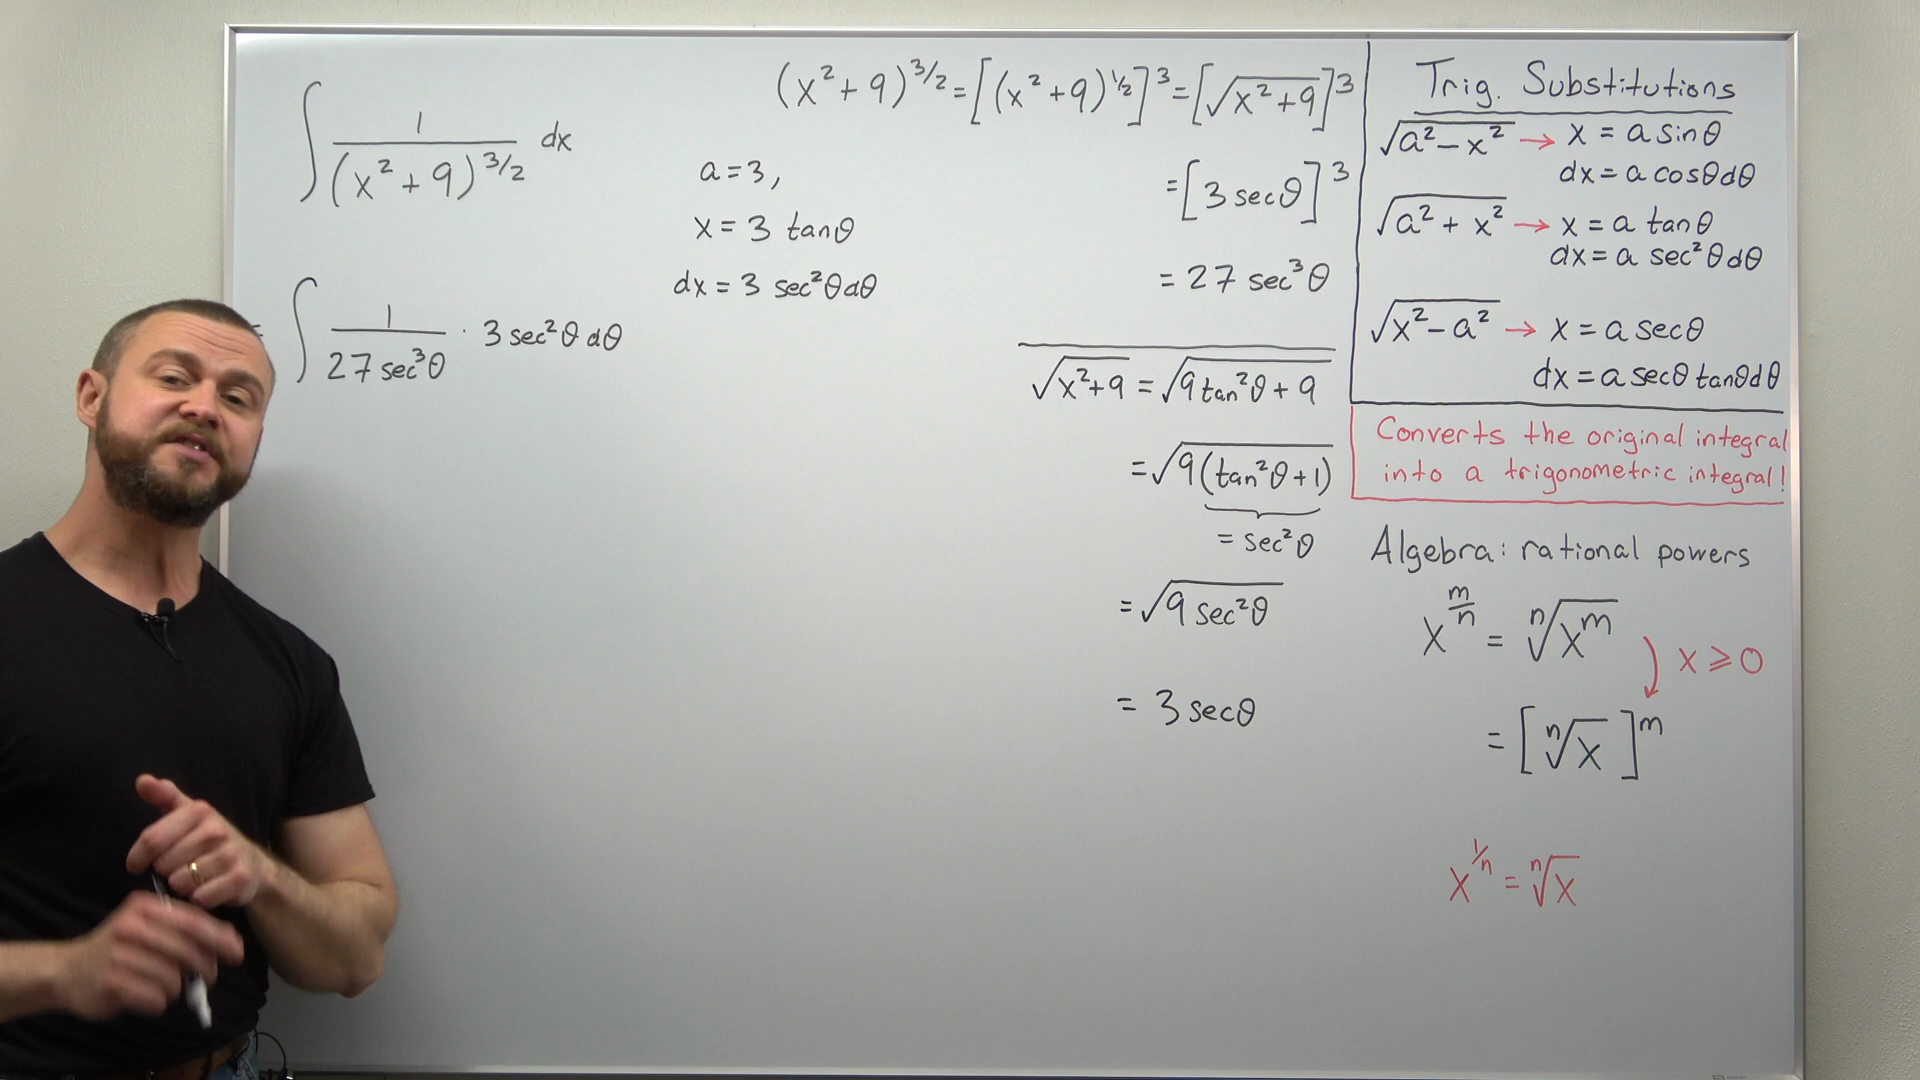 ∫ 1/(x² + 9)^(3/2) dx
= ∫ 1/(27 sec³θ) · 3 sec²θ dθ
a = 3,
x = 3 tanθ
dx = 3 sec²θ dθ
(x² + 9)^(3/2) = [(x² + 9)^(1/2)]³ = [√(x² + 9)]³
= [3 secθ]³
= 27 sec³θ
√(x² + 9) = √(9 tan²θ + 9)
= √(9(tan²θ + 1))
= sec²θ
= √(9 sec²θ)
= 3 secθ
Trig. Substitutions
√(a² − x²) → x = a sinθ
dx = a cosθ dθ
√(a² + x²) → x = a tanθ
dx = a sec²θ dθ
√(x² − a²) → x = a secθ
dx = a secθ tanθ dθ
Converts the original integral
into a trigonometric integral!
Algebra: rational powers
x^(m/n) = ⁿ√(x^m)
x ⩾ 0
= [ⁿ√x]^m
x^(1/n) = ⁿ√x